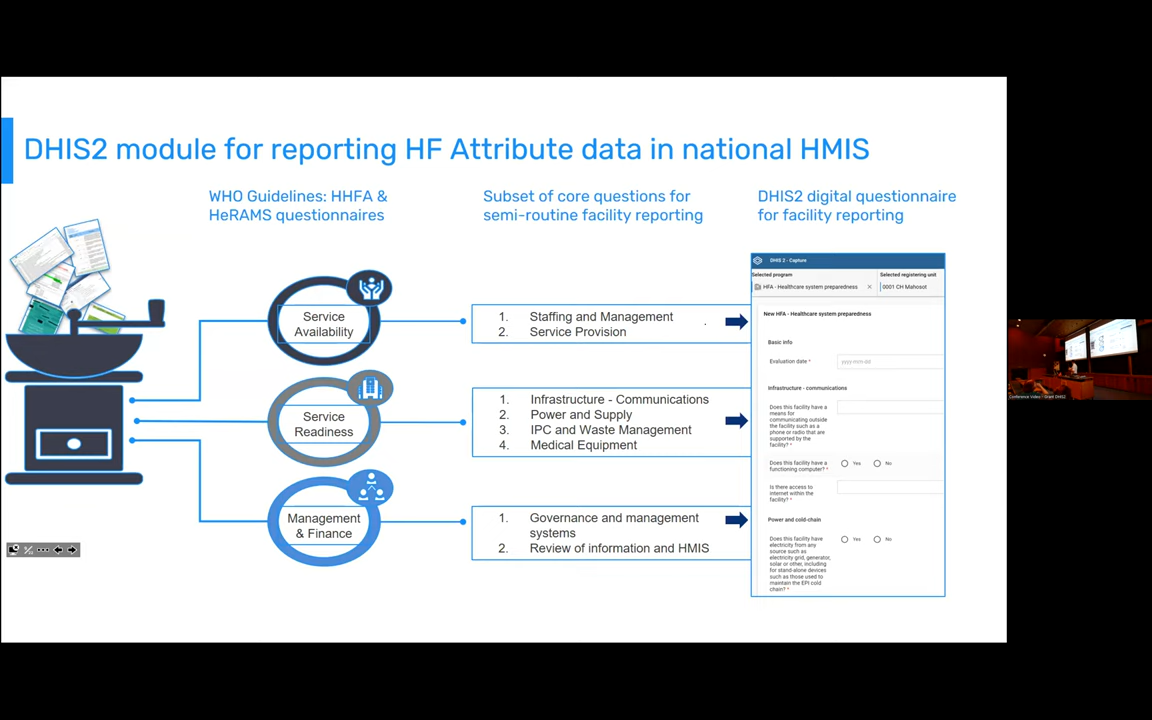 DHIS2 module for reporting HF Attribute data in national HMIS
WHO Guidelines: HHFA &
HeRAMS questionnaires
Subset of core questions for
semi-routine facility reporting
DHIS2 digital questionnaire
for facility reporting
Service
Availability
1. Staffing and Management
2. Service Provision
Service
Readiness
1. Infrastructure - Communications
2. Power and Supply
3. IPC and Waste Management
4. Medical Equipment
Management
& Finance
1. Governance and management
systems
2. Review of information and HMIS
DHIS 2 - Capture
Selected program
Selected registering unit
HFA - Healthcare system preparedness
0001 CH Mahosot
New HFA - Healthcare system preparedness
Basic info
Evaluation date *
yyyy-mm-dd
Infrastructure - communications
Does this facility have a
means for
communicating outside
the facility such as a
phone or radio that are
supported by the
facility? *
Does this facility have a
functioning computer? *
Yes
No
Is there access to
internet within the
facility? *
Power and cold-chain
Does this facility have
electricity from any
source such as
electricity grid, generator,
solar or other, including
for stand-alone devices
such as those used to
maintain the EPI cold
chain? *
Yes
No